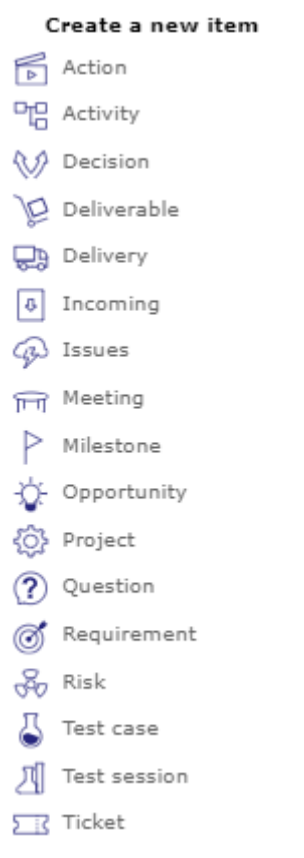 Create a new item
Action
Activity
Decision
Deliverable
Delivery
Incoming
Issues
Meeting
Milestone
Opportunity
Project
Question
Requirement
Risk
Test case
Test session
Ticket